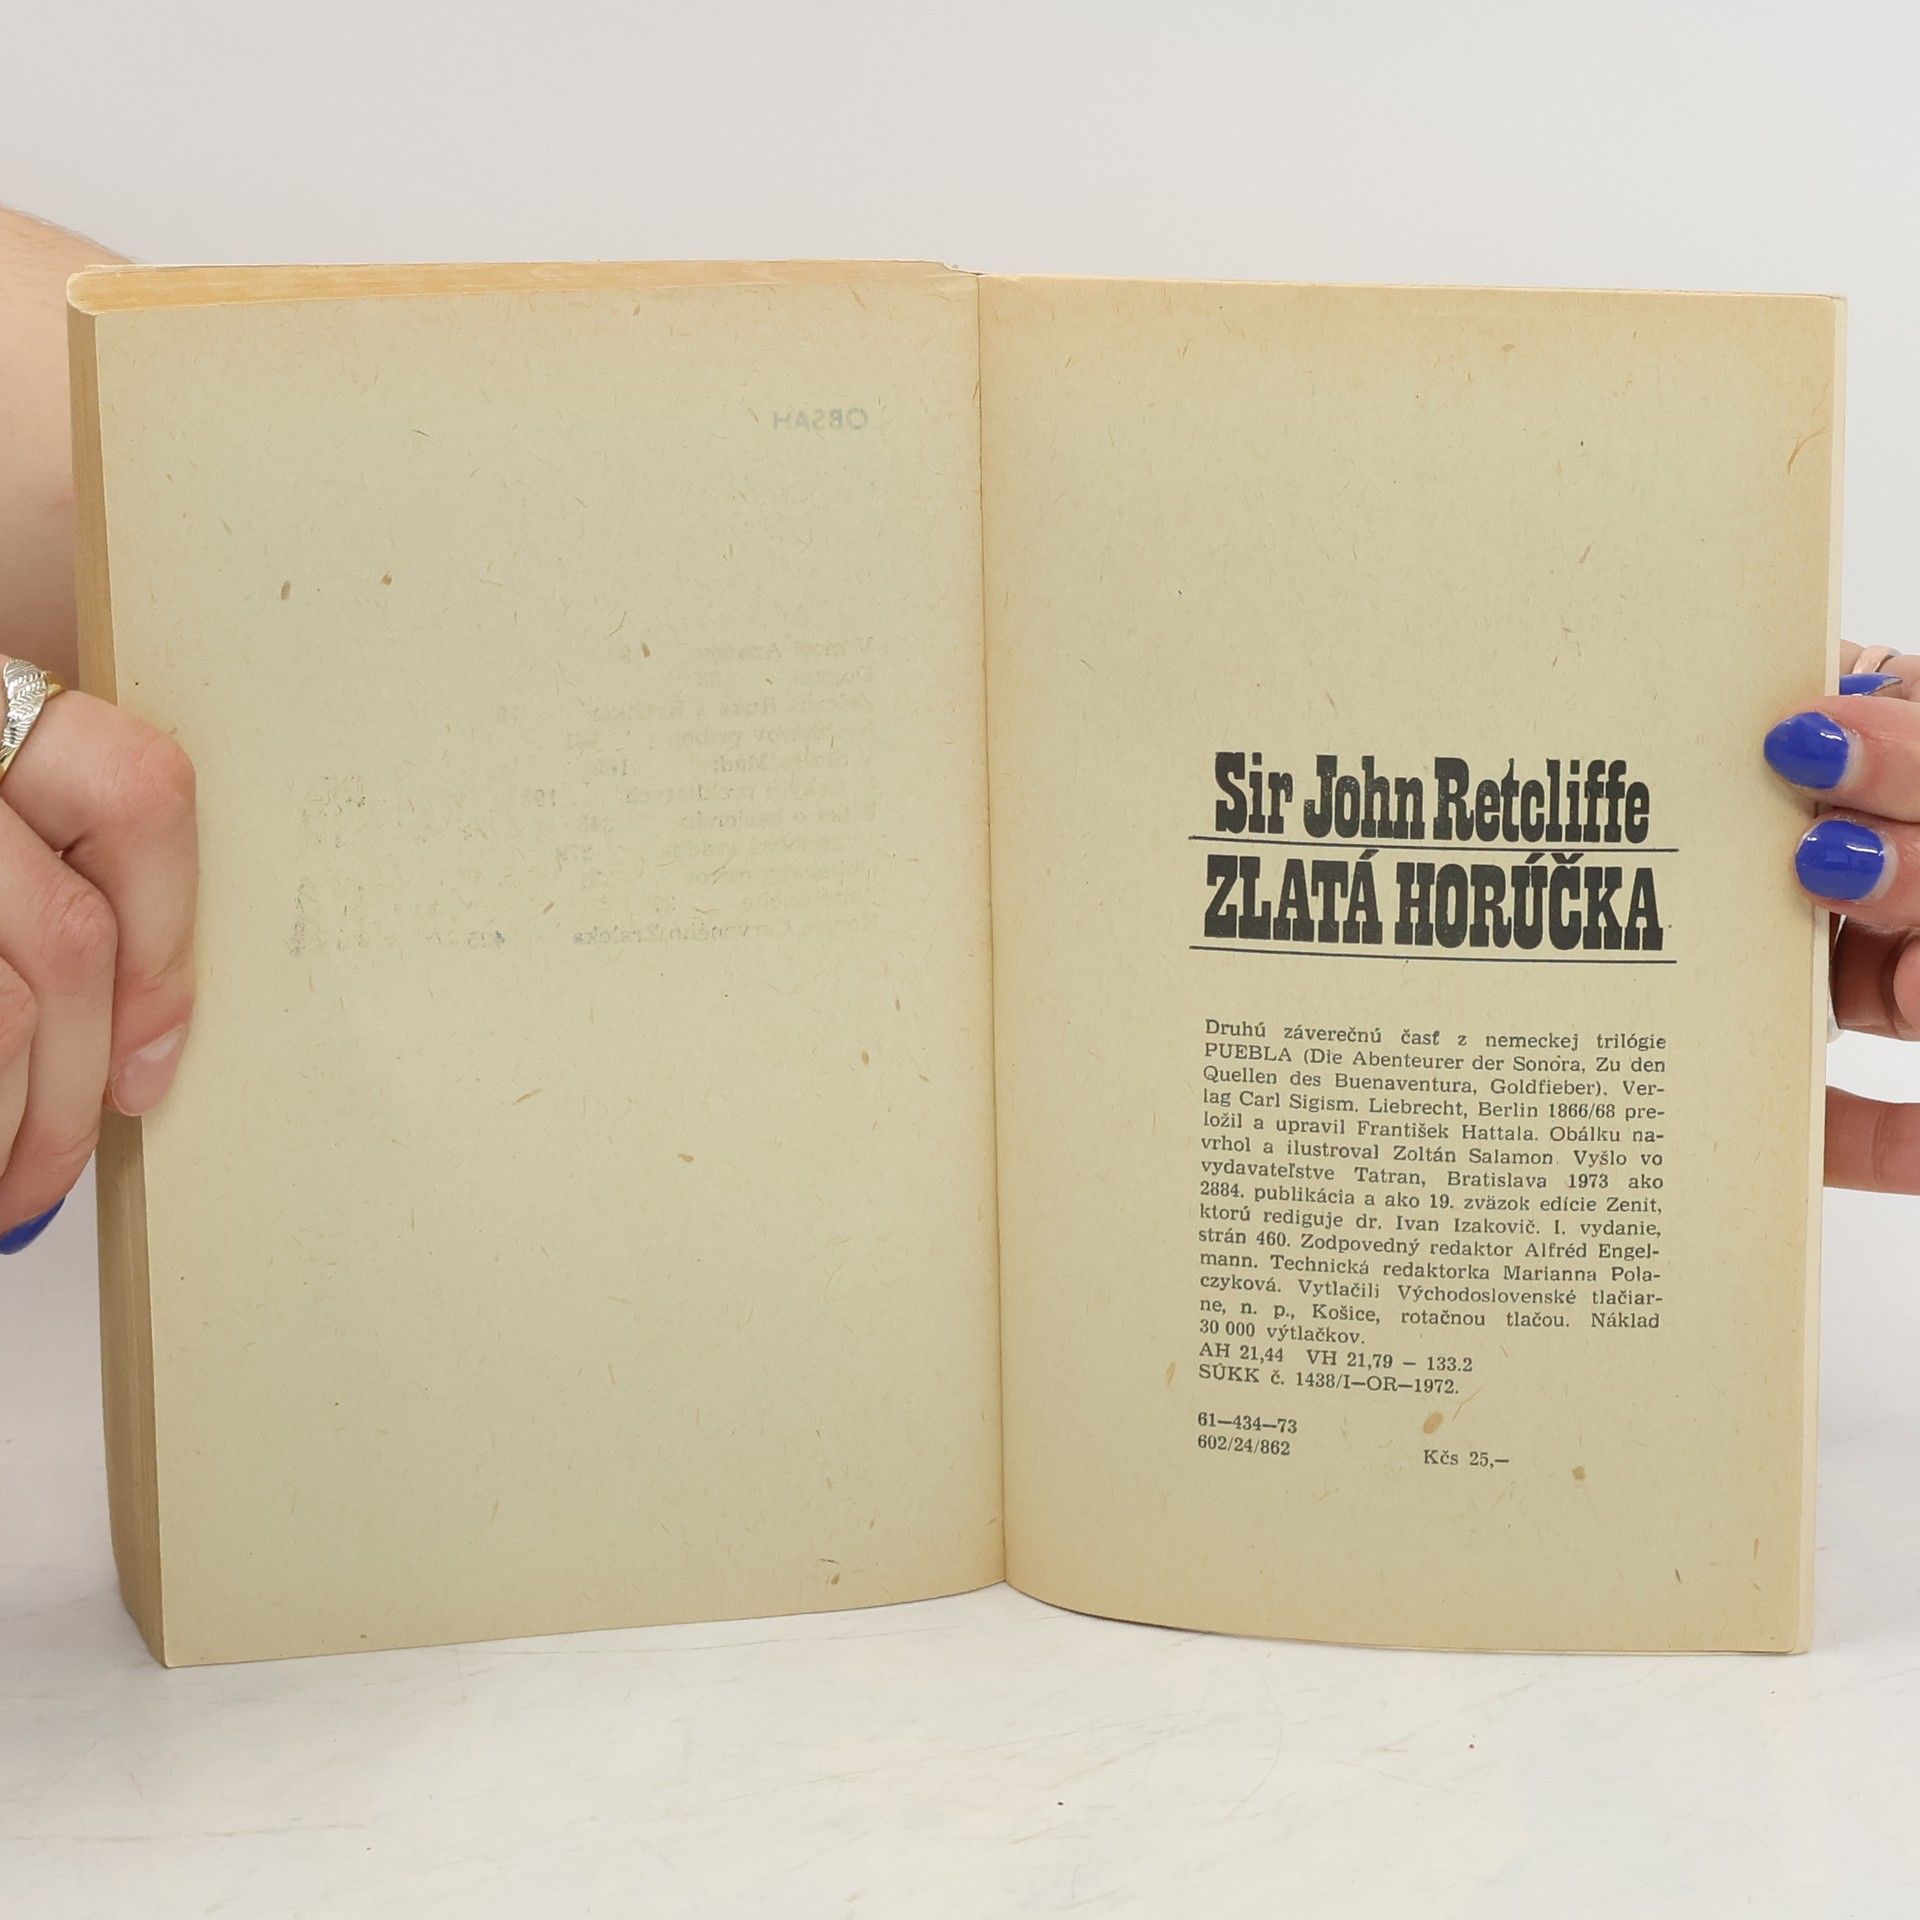 OBSAH
Sir John Retcliffe
ZLATÁ HORÚČKA
Druhú záverečnú časť z nemeckej trilógie
PUEBLA (Die Abenteurer der Sonora, Zu den
Quellen des Buenaventura, Goldfieber). Ver-
lag Carl Sigism. Liebrecht, Berlin 1866/68 pre-
ložil a upravil František Hattala. Obálku na-
vrhol a ilustroval Zoltán Salamon. Vyšlo vo
vydavateľstve Tatran, Bratislava 1973 ako
2884. publikácia a ako 19. zväzok edície Zenit,
ktorú rediguje dr. Ivan Izakovič. I. vydanie,
strán 460. Zodpovedný redaktor Alfréd Engel-
mann. Technická redaktorka Marianna Pola-
czyková. Vytlačili Východoslovenské tlačiar-
ne, n. p., Košice, rotačnou tlačou. Náklad
30 000 výtlačkov.
AH 21,44 VH 21,79 – 133.2
SÚKK č. 1438/I—OR—1972.
61—434—73
602/24/862
Kčs 25,—